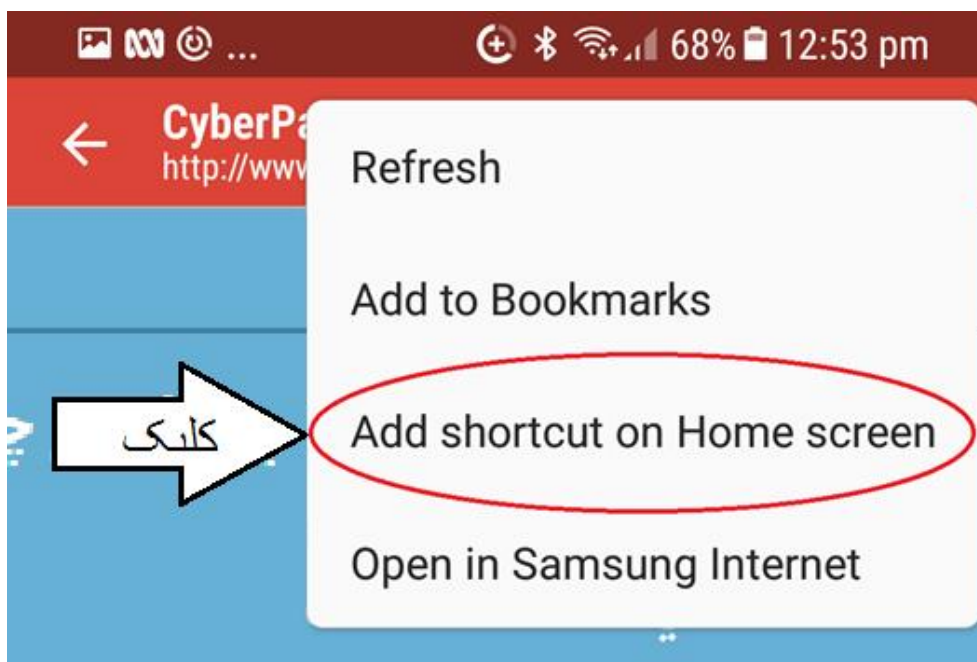 68% 12:53 pm
http://www
Refresh
Add to Bookmarks
کلیک
Add shortcut on Home screen
Open in Samsung Internet